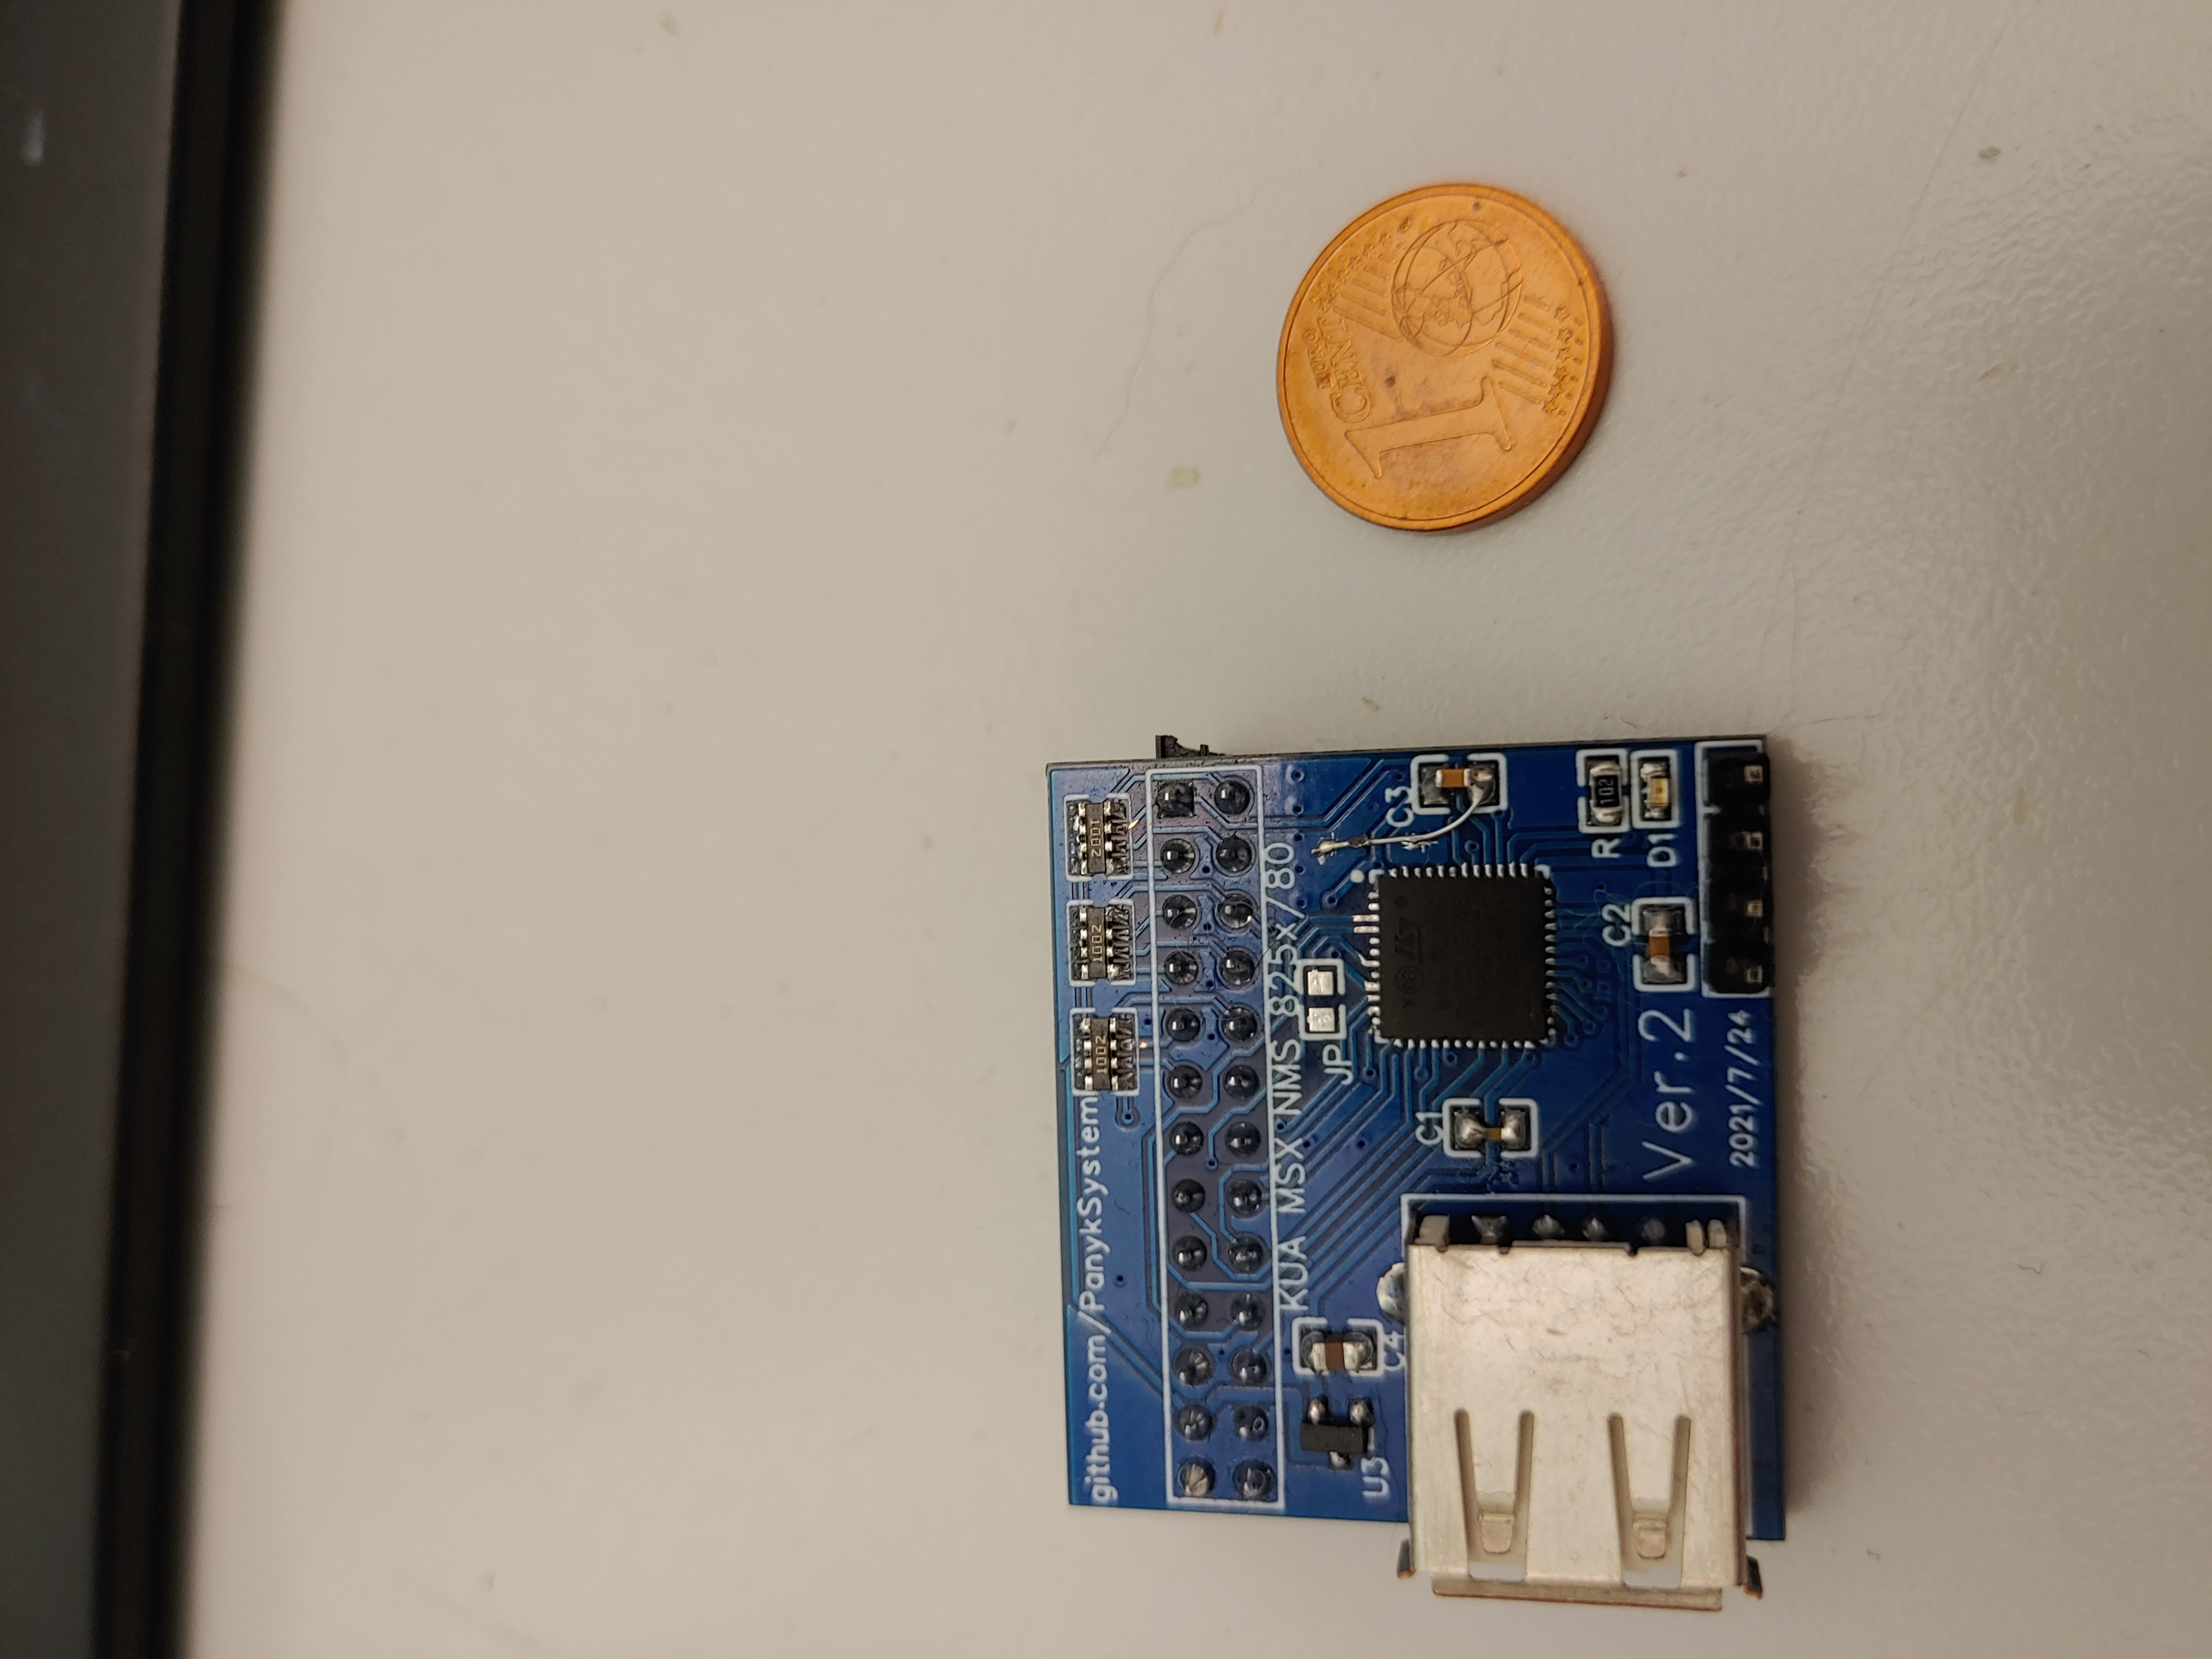 github.com/PanykSystem
1002
1002
1002
KUA MSX NMS 825x/80
JP
U3
C4
C1
C3
1 EURO
CENT
R
102
C2
D1
Ver.2
2021/7/24